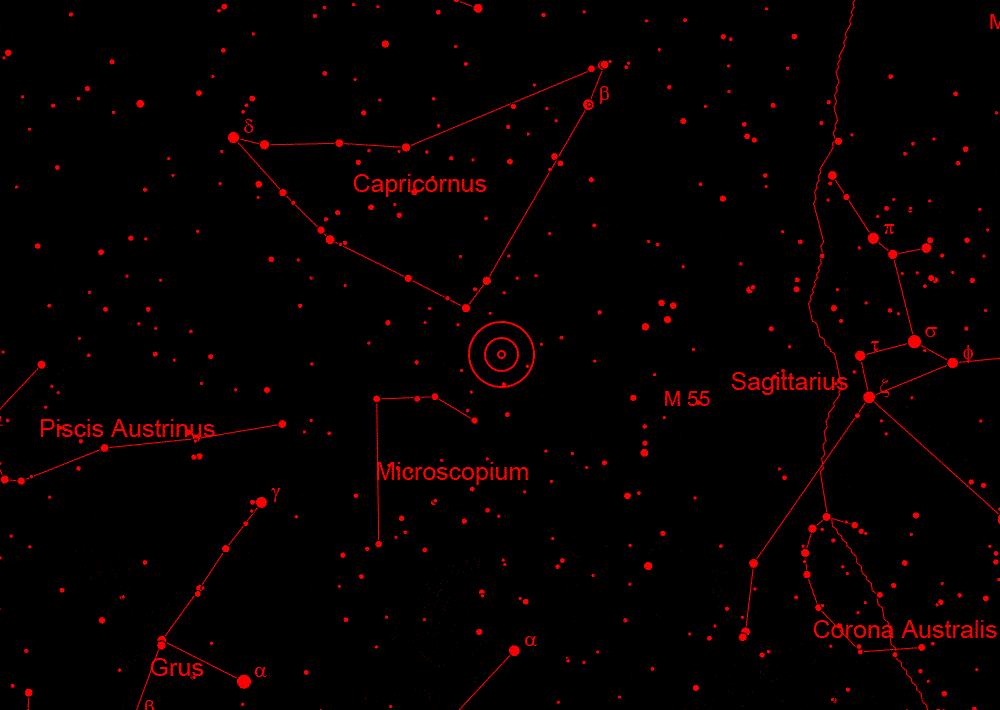 M
β
δ
Capricornus
π
σ
τ
φ
Sagittarius
ζ
M 55
Piscis Austrinus
Microscopium
γ
Corona Australis
α
Grus
α
β